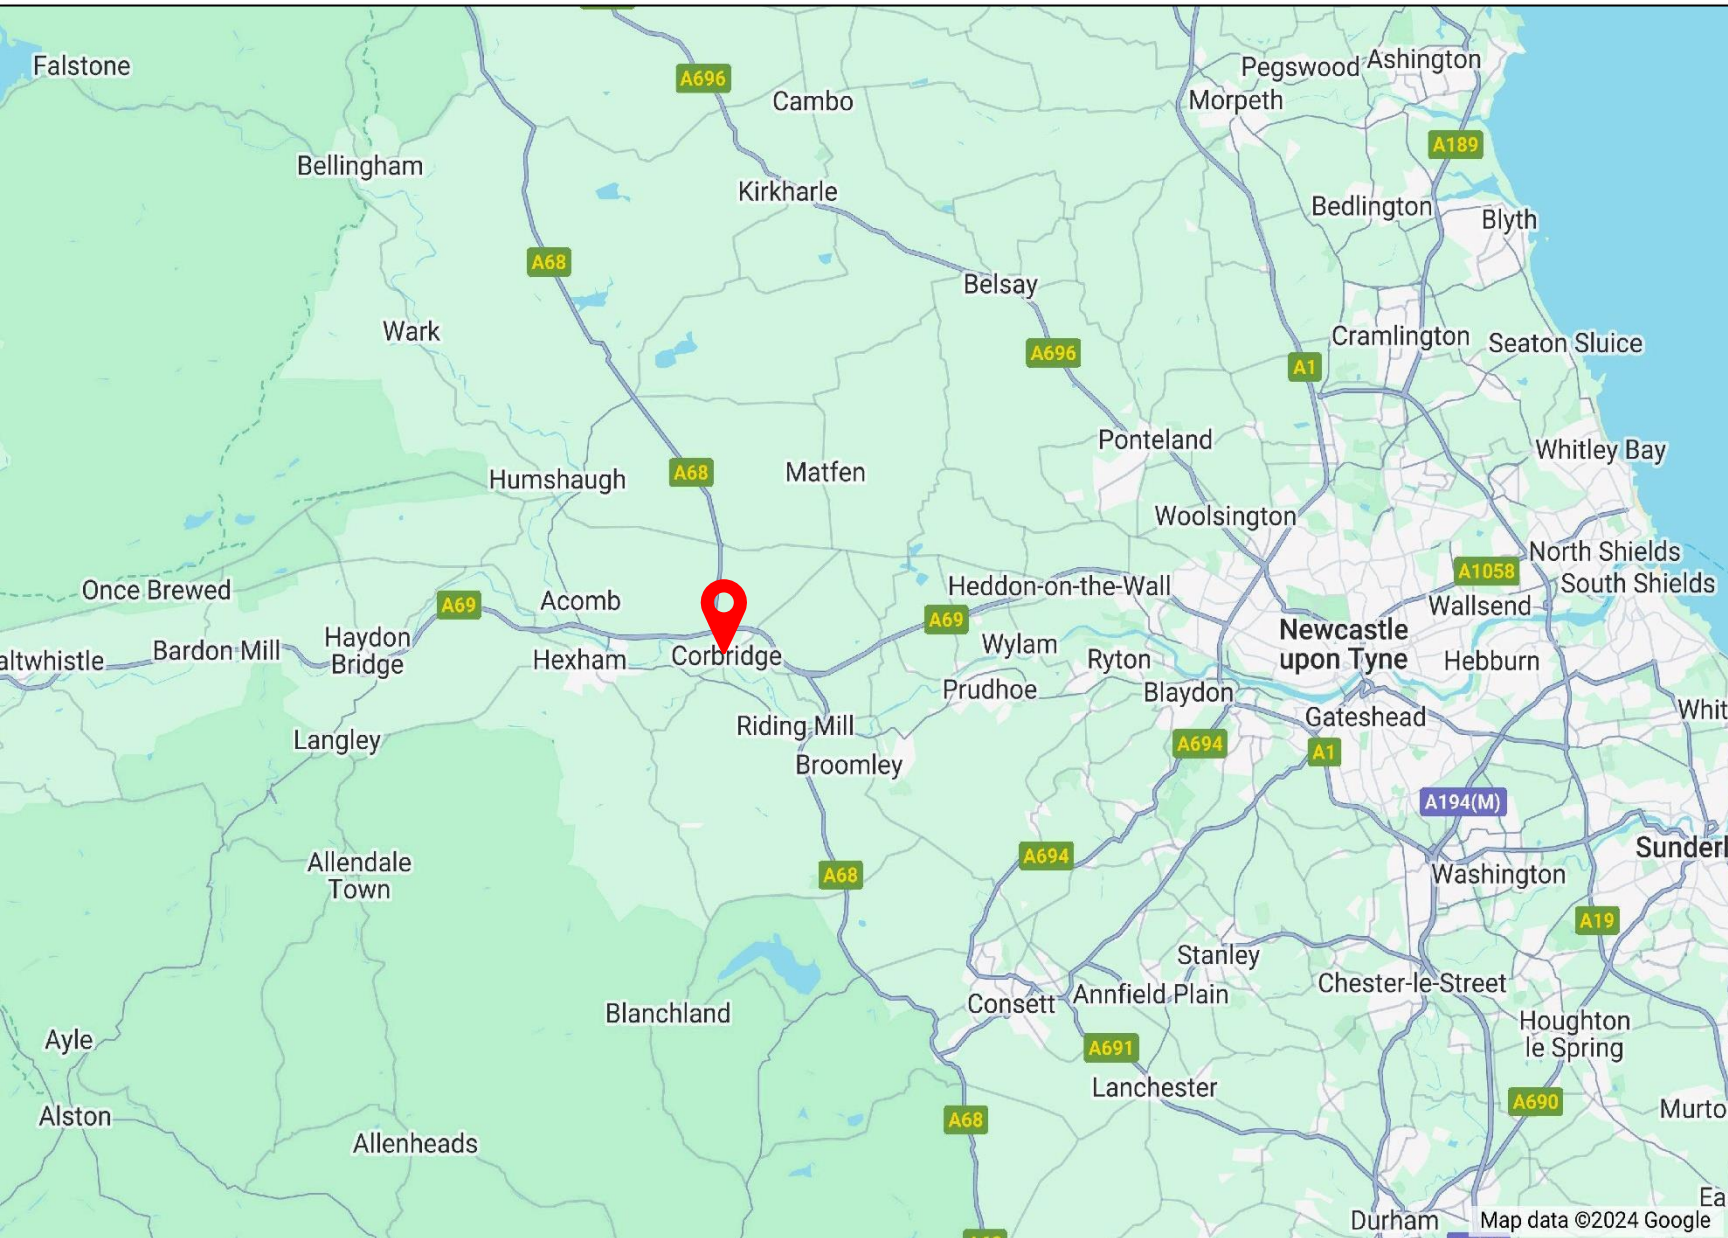 Falstone
A696
Cambo
Pegswood
Ashington
Morpeth
A189
Bellingham
Kirkharle
Bedlington
Blyth
A68
Belsay
Wark
A696
A1
Cramlington
Seaton Sluice
Ponteland
Whitley Bay
Humshaugh
A68
Matfen
Woolsington
North Shields
A1058
South Shields
Once Brewed
A69
Acomb
Heddon-on-the-Wall
A69
Wallsend
Newcastle
upon Tyne
altwhistle
Bardon Mill
Haydon
Bridge
Hexham
Corbridge
Wylam
Ryton
Hebburn
Prudhoe
Blaydon
Gateshead
Whit
Langley
Riding Mill
Broomley
A694
A1
A194(M)
Allendale
Town
A68
A694
Sunderl
Washington
A19
Stanley
Chester-le-Street
Blanchland
Consett
Annfield Plain
Houghton
le Spring
Ayle
A691
Lanchester
A690
Alston
A68
Murto
Allenheads
Ea
Durham
Map data ©2024 Google